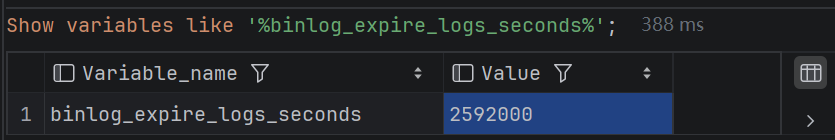 Show variables like '%binlog_expire_logs_seconds%'; 388 ms
Variable_name Value
1 binlog_expire_logs_seconds 2592000